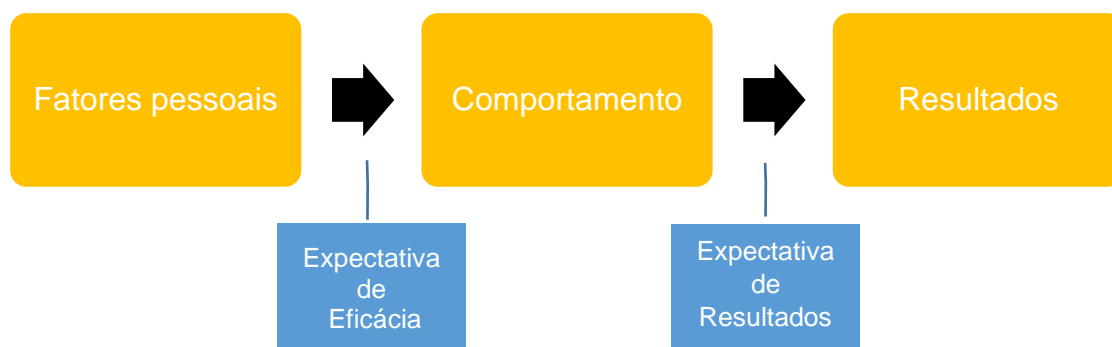 Fatores pessoais
Comportamento
Resultados
Expectativa
de
Eficácia
Expectativa
de
Resultados